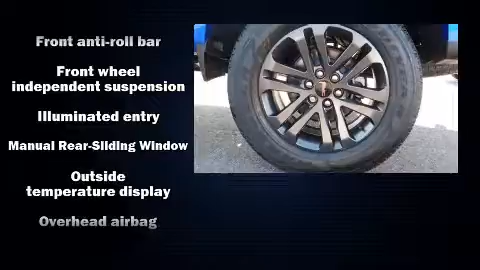 Front anti-roll bar
Front wheel
independent suspension
Illuminated entry
Manual Rear-Sliding Window
Outside
temperature display
Overhead airbag